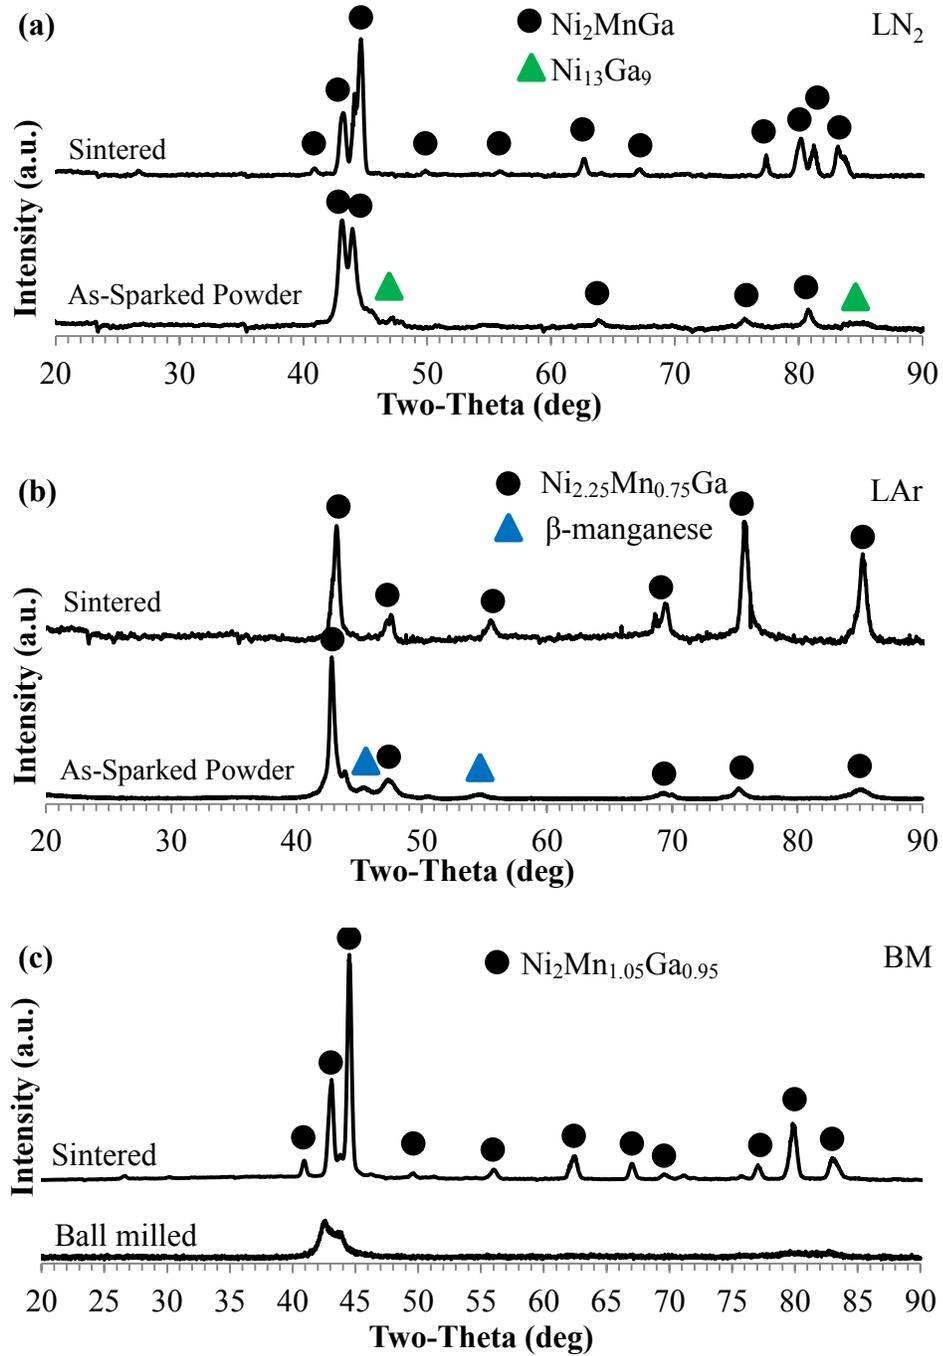 (a)
Ni₂MnGa
LN₂
Ni₁₃Ga₉
Sintered
As-Sparked Powder
Intensity (a.u.)
20 30 40 50 60 70 80 90
Two-Theta (deg)
(b)
Ni₂.₂₅Mn₀.₇₅Ga
LAr
β-manganese
Sintered
As-Sparked Powder
Intensity (a.u.)
20 30 40 50 60 70 80 90
Two-Theta (deg)
(c)
Ni₂Mn₁.₀₅Ga₀.₉₅
BM
Sintered
Ball milled
Intensity (a.u.)
20 25 30 35 40 45 50 55 60 65 70 75 80 85 90
Two-Theta (deg)